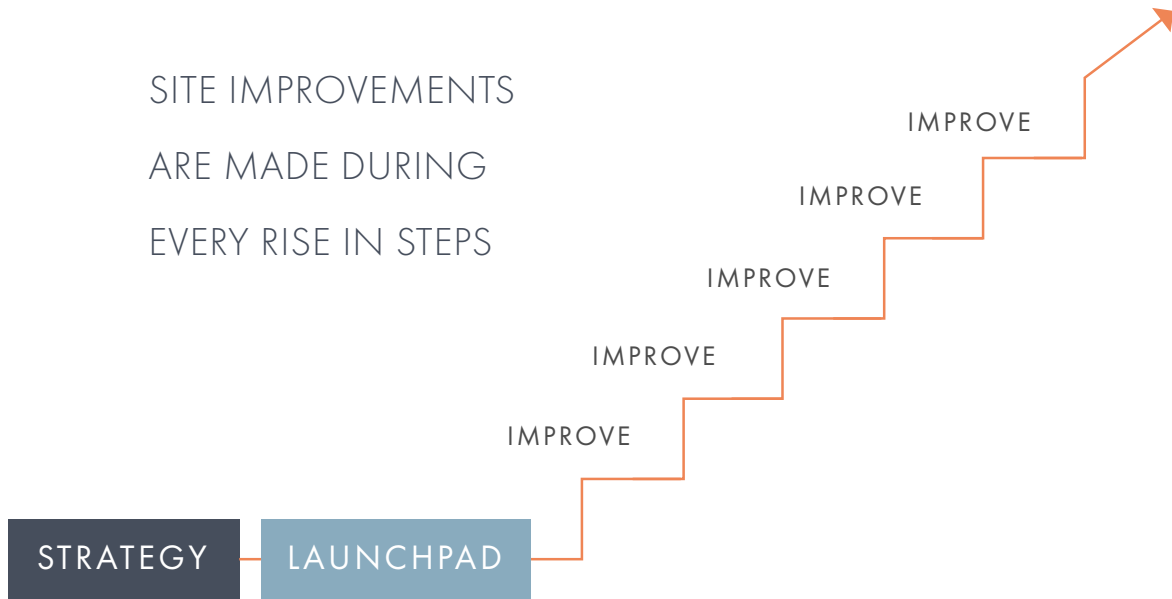 SITE IMPROVEMENTS
ARE MADE DURING
EVERY RISE IN STEPS
IMPROVE
IMPROVE
IMPROVE
IMPROVE
IMPROVE
STRATEGY
LAUNCHPAD